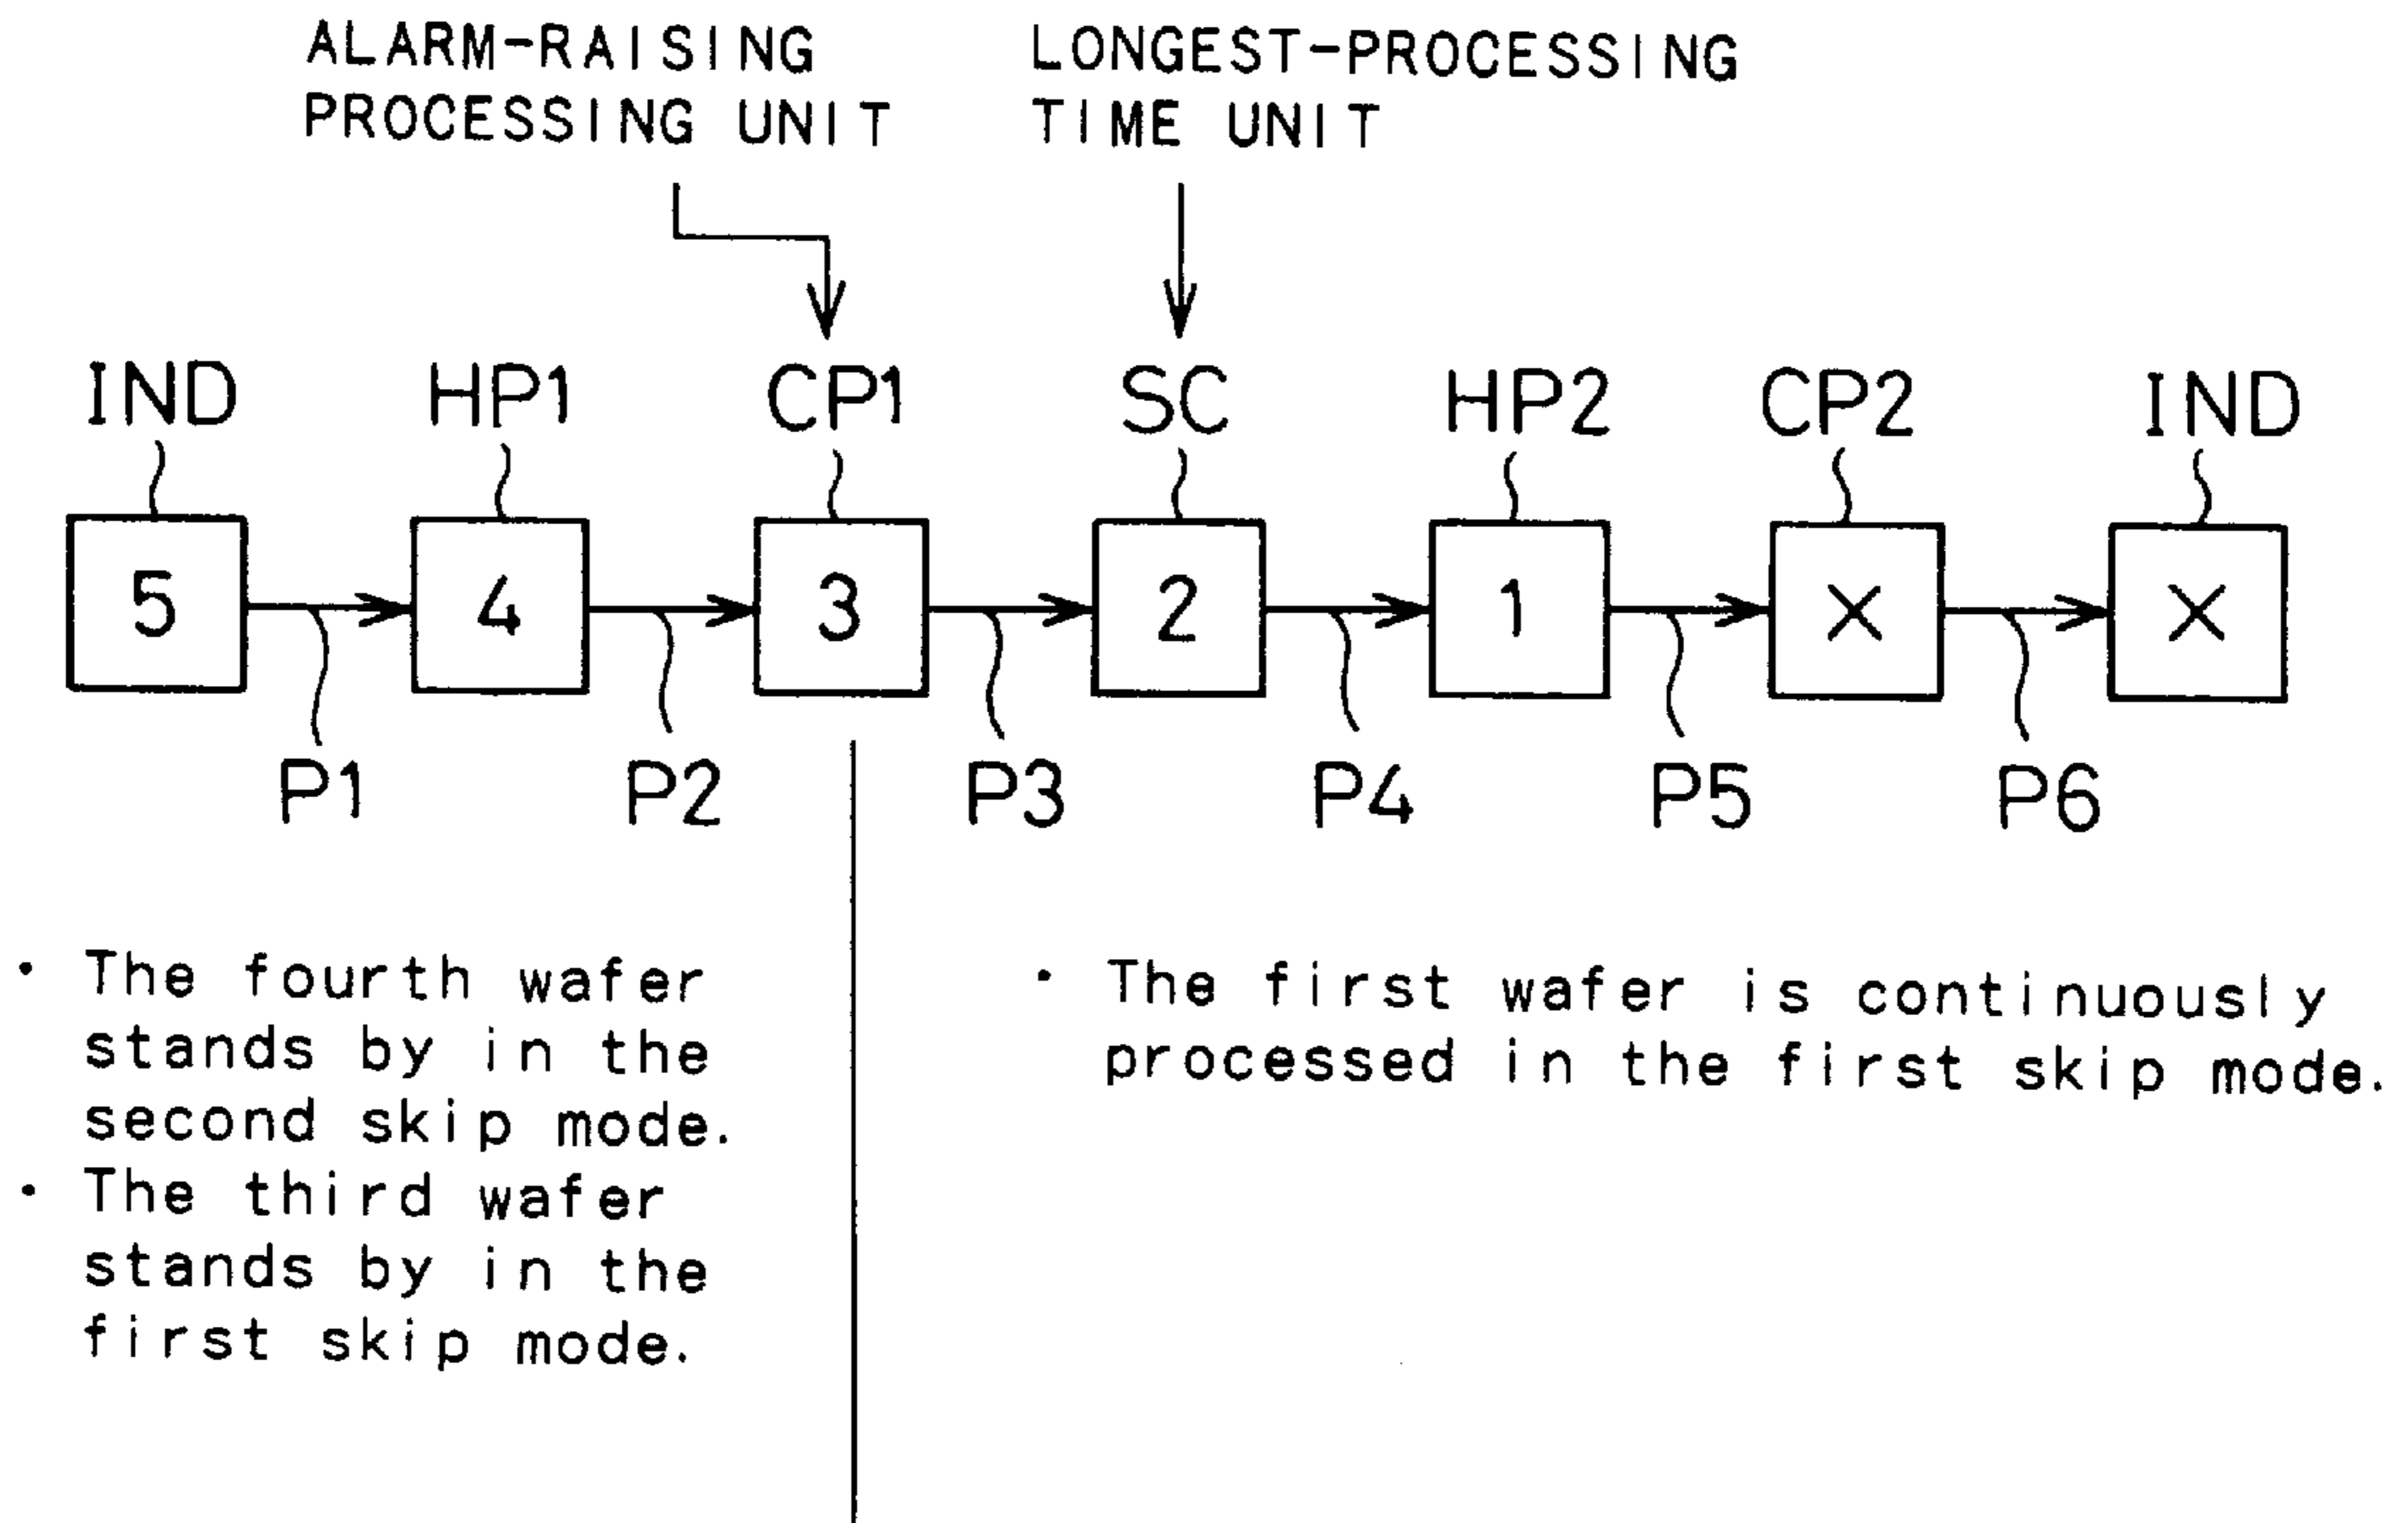 ALARM-RAISING
PROCESSING UNIT
LONGEST-PROCESSING
TIME UNIT
IND HP1 CP1 SC HP2 CP2 IND
5 4 3 2 1 X X
P1 P2 P3 P4 P5 P6
· The fourth wafer
stands by in the
second skip mode.
· The third wafer
stands by in the
first skip mode.
· The first wafer is continuously
processed in the first skip mode.